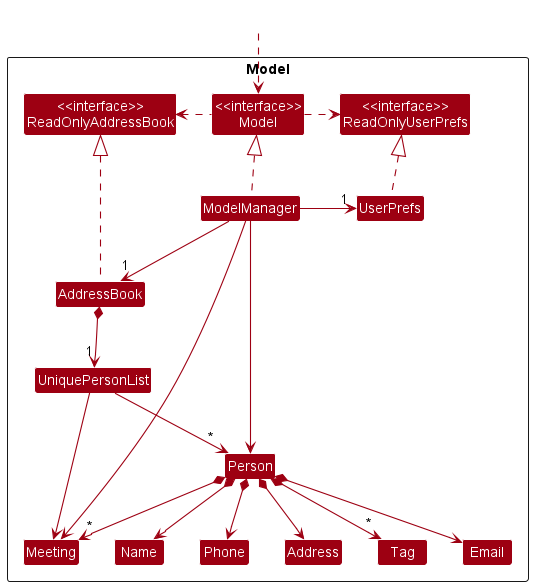 Model
<<interface>>
ReadOnlyAddressBook
<<interface>>
Model
<<interface>>
ReadOnlyUserPrefs
ModelManager
1
UserPrefs
1
AddressBook
1
UniquePersonList
*
Person
*
*
Meeting
Name
Phone
Address
Tag
Email